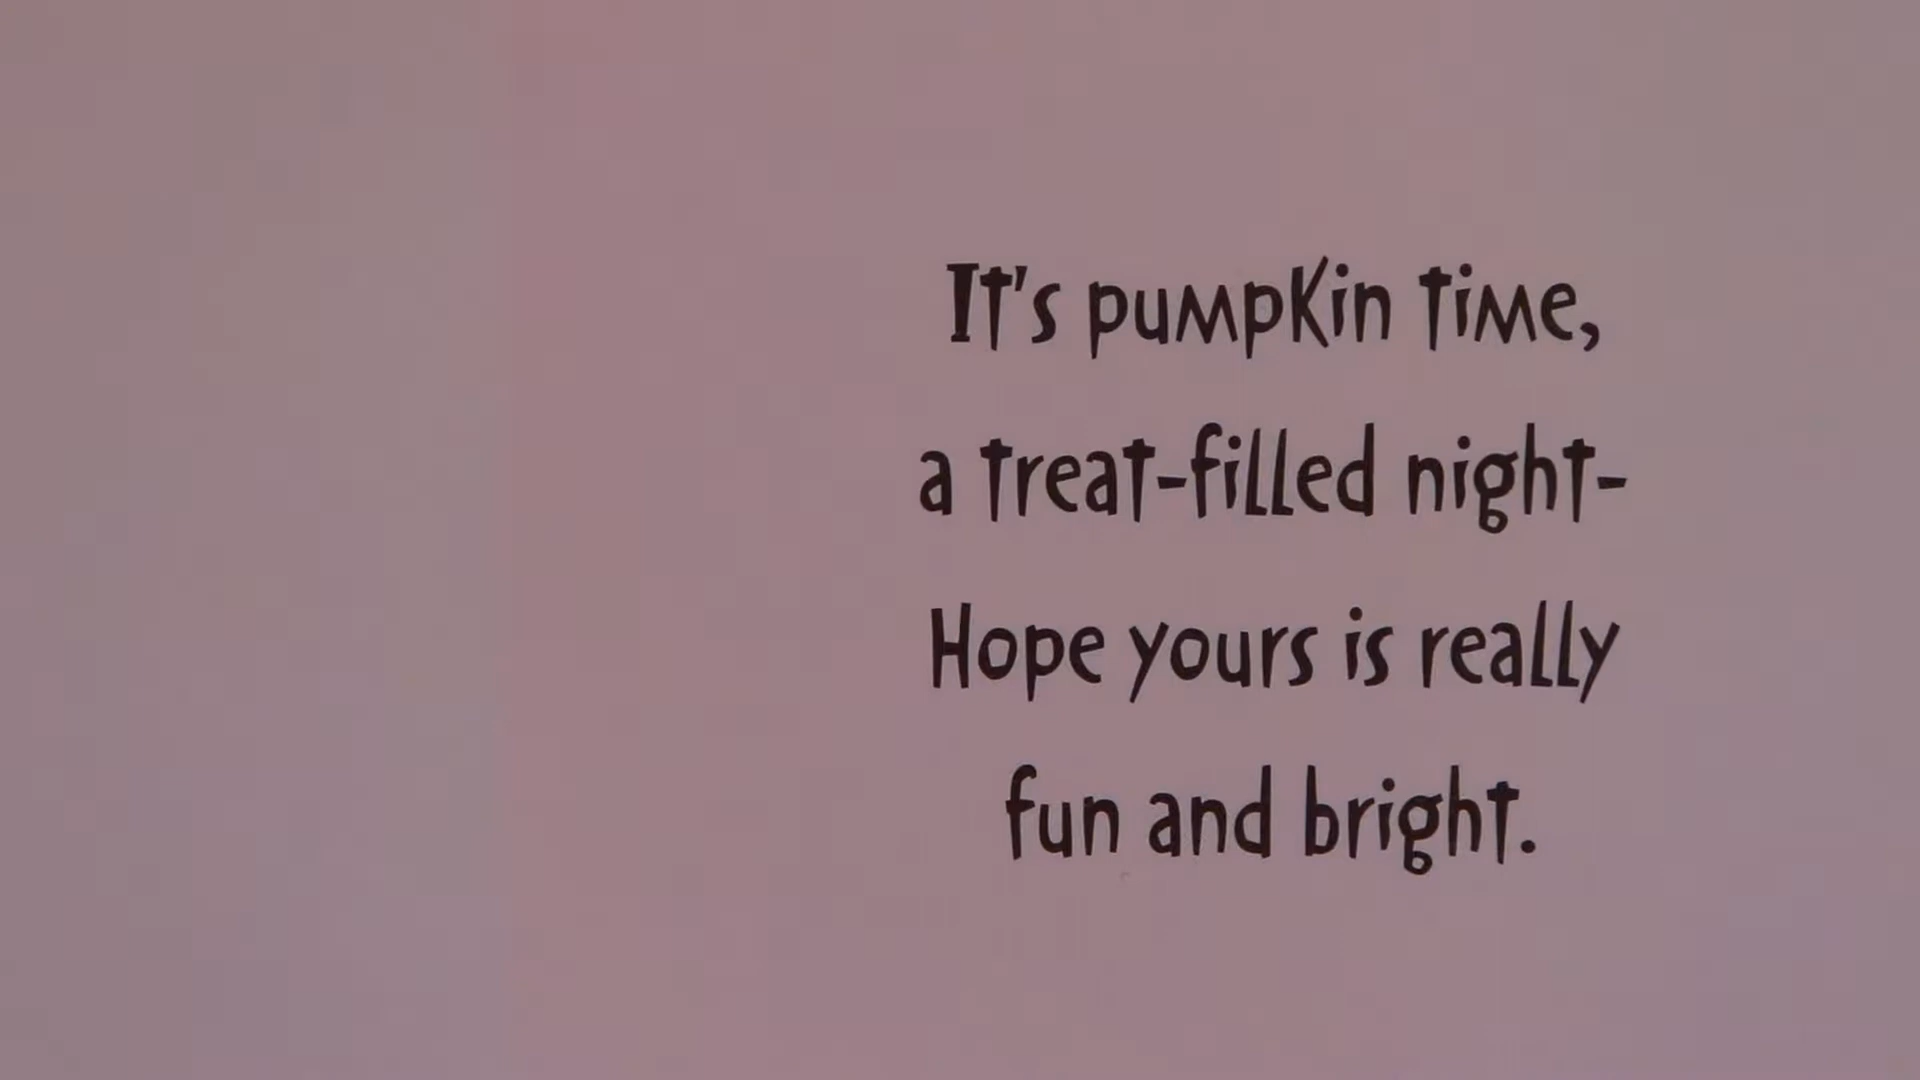 It's pumpkin time,
a treat-filled night-
Hope yours is really
fun and bright.